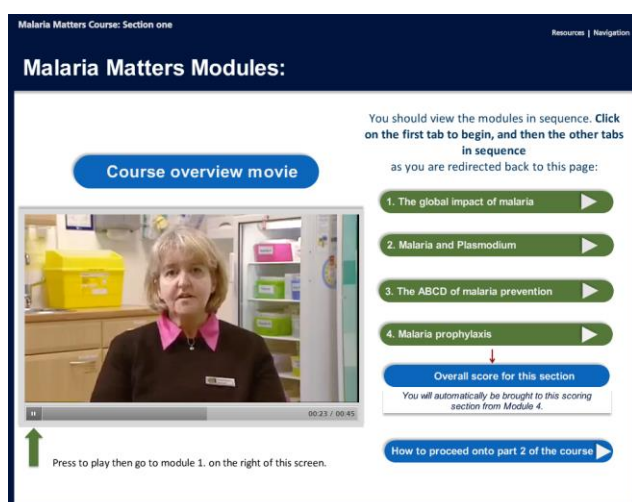 Malaria Matters Course: Section one
Resources | Navigation
Malaria Matters Modules:
You should view the modules in sequence. Click
on the first tab to begin, and then the other tabs
in sequence
as you are redirected back to this page:
Course overview movie
1. The global impact of malaria
2. Malaria and Plasmodium
3. The ABCD of malaria prevention
4. Malaria prophylaxis
Overall score for this section
You will automatically be brought to this scoring
section from Module 4.
How to proceed onto part 2 of the course
00:23 / 00:45
Press to play then go to module 1. on the right of this screen.